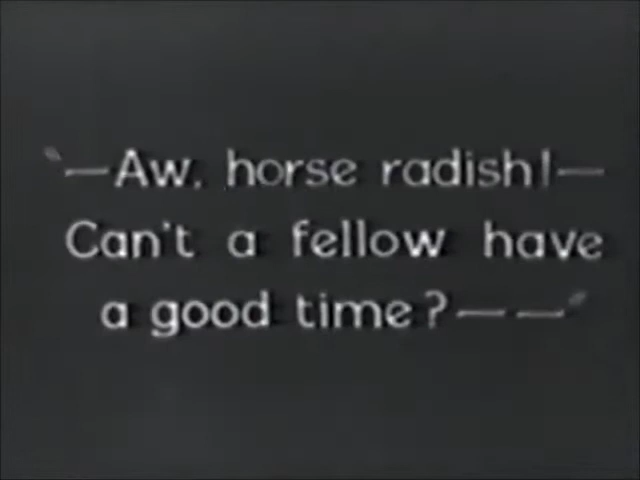 "—Aw, horse radish!—
Can't a fellow have
a good time?— —"